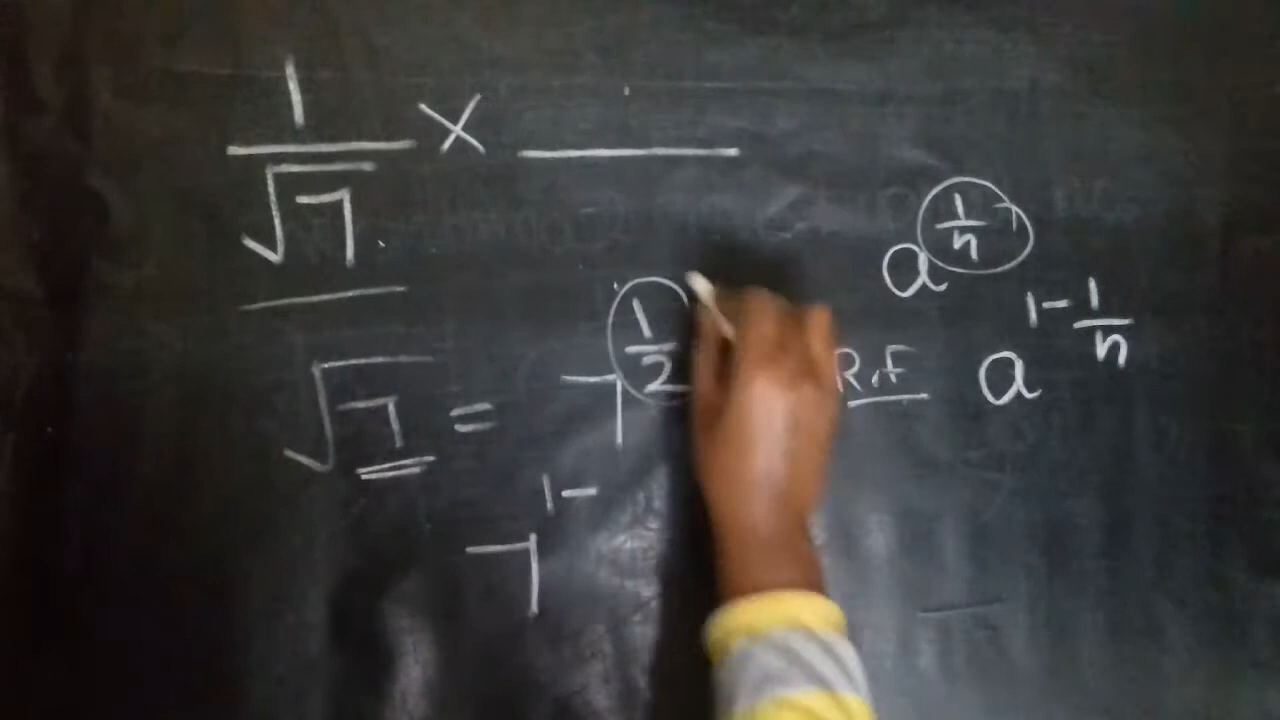 1/√7 × ___
a^(1/n)
√7 = 7^(1/2)
R.F a^(1-1/n)
7^(1-